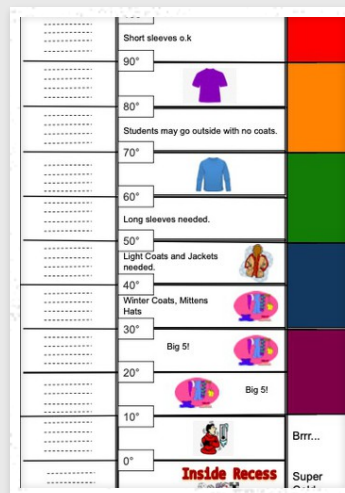 Short sleeves o.k
90°
80°
Students may go outside with no coats.
70°
60°
Long sleeves needed.
50°
Light Coats and Jackets
needed.
40°
Winter Coats, Mittens
Hats
30°
Big 5!
20°
Big 5!
10°
Brrr...
0°
Inside Recess
Super